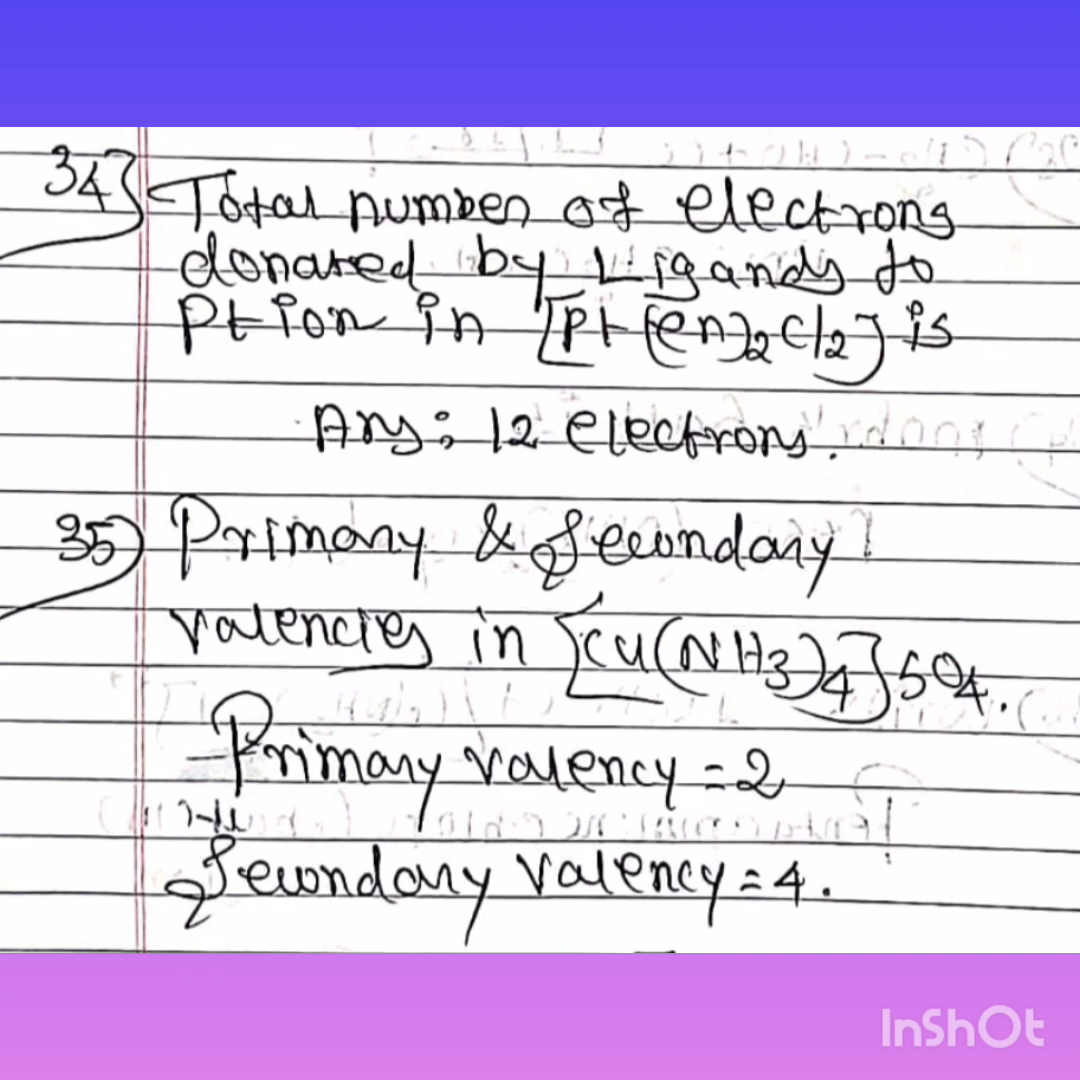 34) Total number of electrons
donated by Ligands to
Pt ion in [Pt(en)2Cl2] is
Ans: 12 electrons.
35) Primary & Secondary
valencies in [Cu(NH3)4]SO4.
Primary valency = 2
Secondary valency = 4.
InShOt